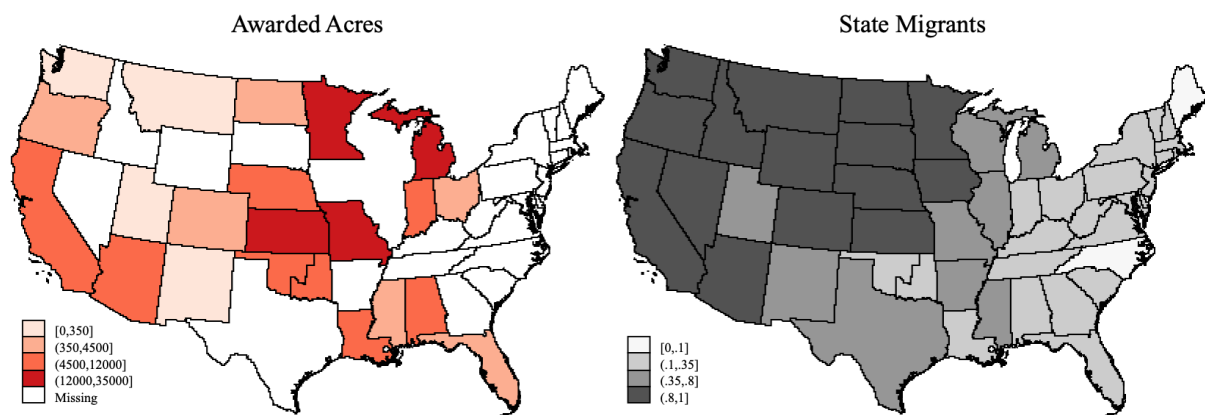 Awarded Acres
[0,350]
(350,4500]
(4500,12000]
(12000,35000]
Missing
State Migrants
[0,.1]
(.1,.35]
(.35,.8]
(.8,1]